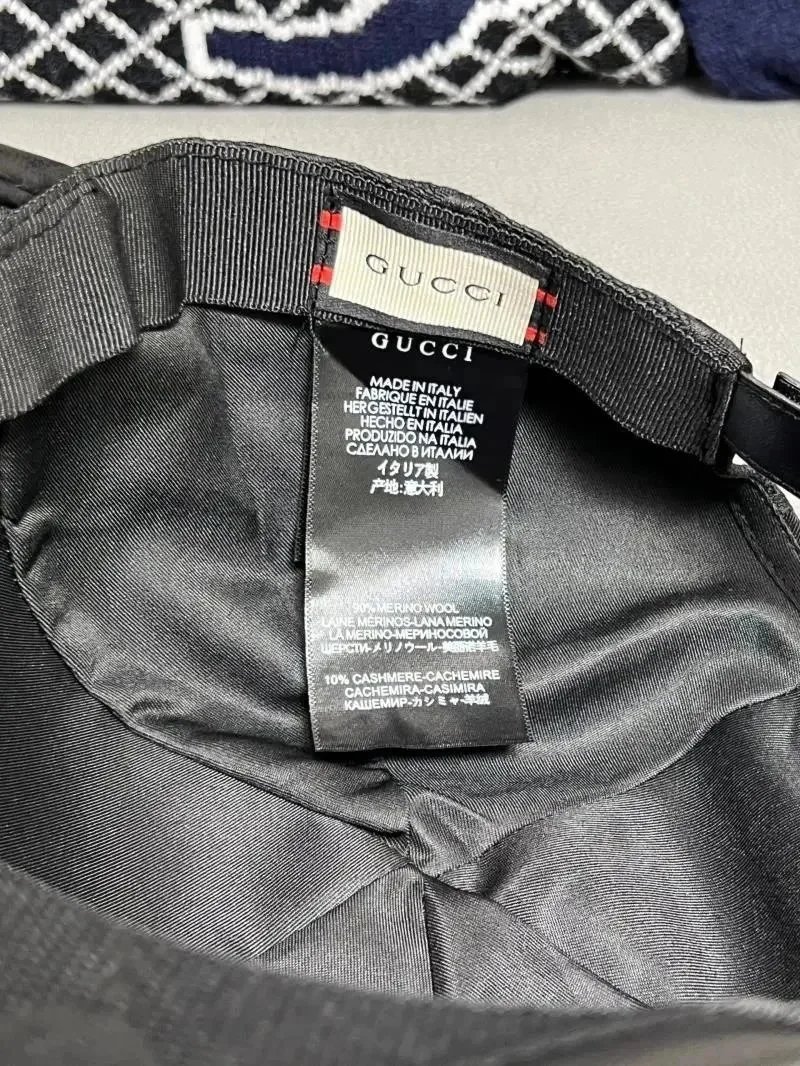 GUCCI
GUCCI
MADE IN ITALY
FABRIQUE EN ITALIE
HERGESTELLT IN ITALIEN
HECHO EN ITALIA
PRODUZIDO NA ITALIA
СДЕЛАНО В ИТАЛИИ
イタリア製
产地:意大利
90% MERINO WOOL
LAINE MERINOS-LANA MERINO
LÃ MERINO-МЕРИНОСОВОЙ
ШЕРСТИ-メリノウール-美丽诺羊毛
10% CASHMERE-CACHEMIRE
CACHEMIRA-CASIMIRA
КАШЕМИР-カシミヤ-羊绒